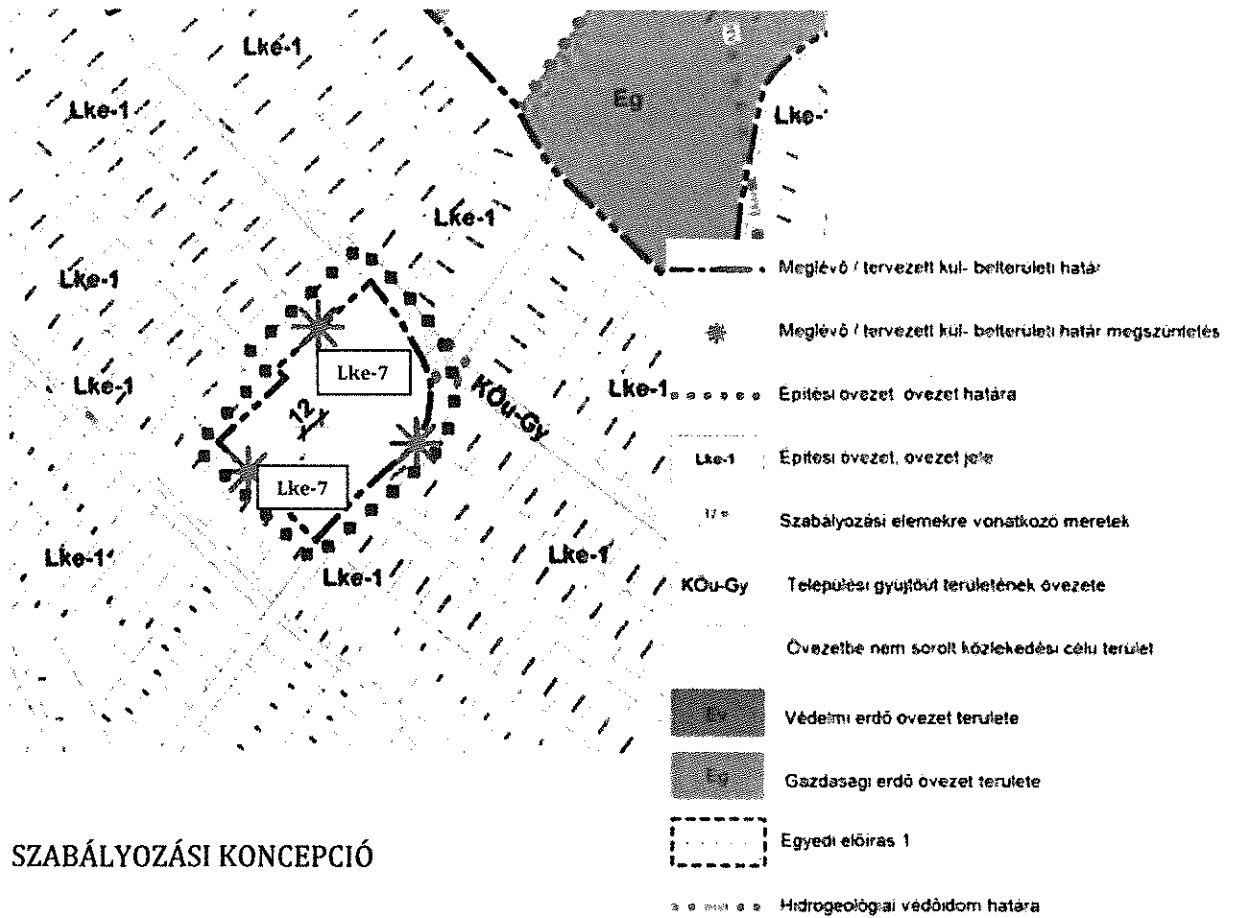 Lke-1
Lke-1
Eg
Lke-
Lke-1
Lke-1
Lke-7
Lke-1
Lke-1
KÖu-Gy
12
Lke-7
Lke-1
Lke-1
Lke-1
Meglévő / tervezett kül- belterületi határ
Meglévő / tervezett kül- belterületi határ megszüntetés
Építési övezet övezet határa
Lke-1 Építési övezet, övezet jele
Szabályozási elemekre vonatkozó méretek
KÖu-Gy Települési gyűjtőút területének övezete
Övezetbe nem sorolt közlekedési célú terület
Ev Védelmi erdő övezet területe
Eg Gazdasági erdő övezet területe
Egyedi előírás 1
Hidrogeológiai védőidom határa
SZABÁLYOZÁSI KONCEPCIÓ